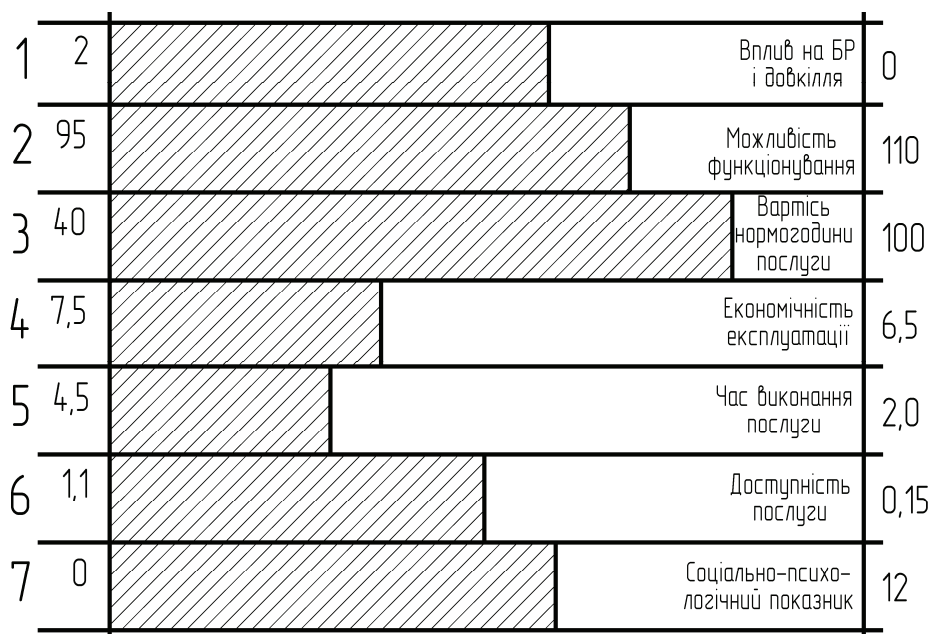 1
2
Вплив на БР
і довкілля
0
2
95
Можливість
функціонування
110
3
40
Вартісь
нормогодини
послуги
100
4
7,5
Економічність
експлуатації
6,5
5
4,5
Час виконання
послуги
2,0
6
1,1
Доступність
послуги
0,15
7
0
Соціально-психо-
логічний показник
12